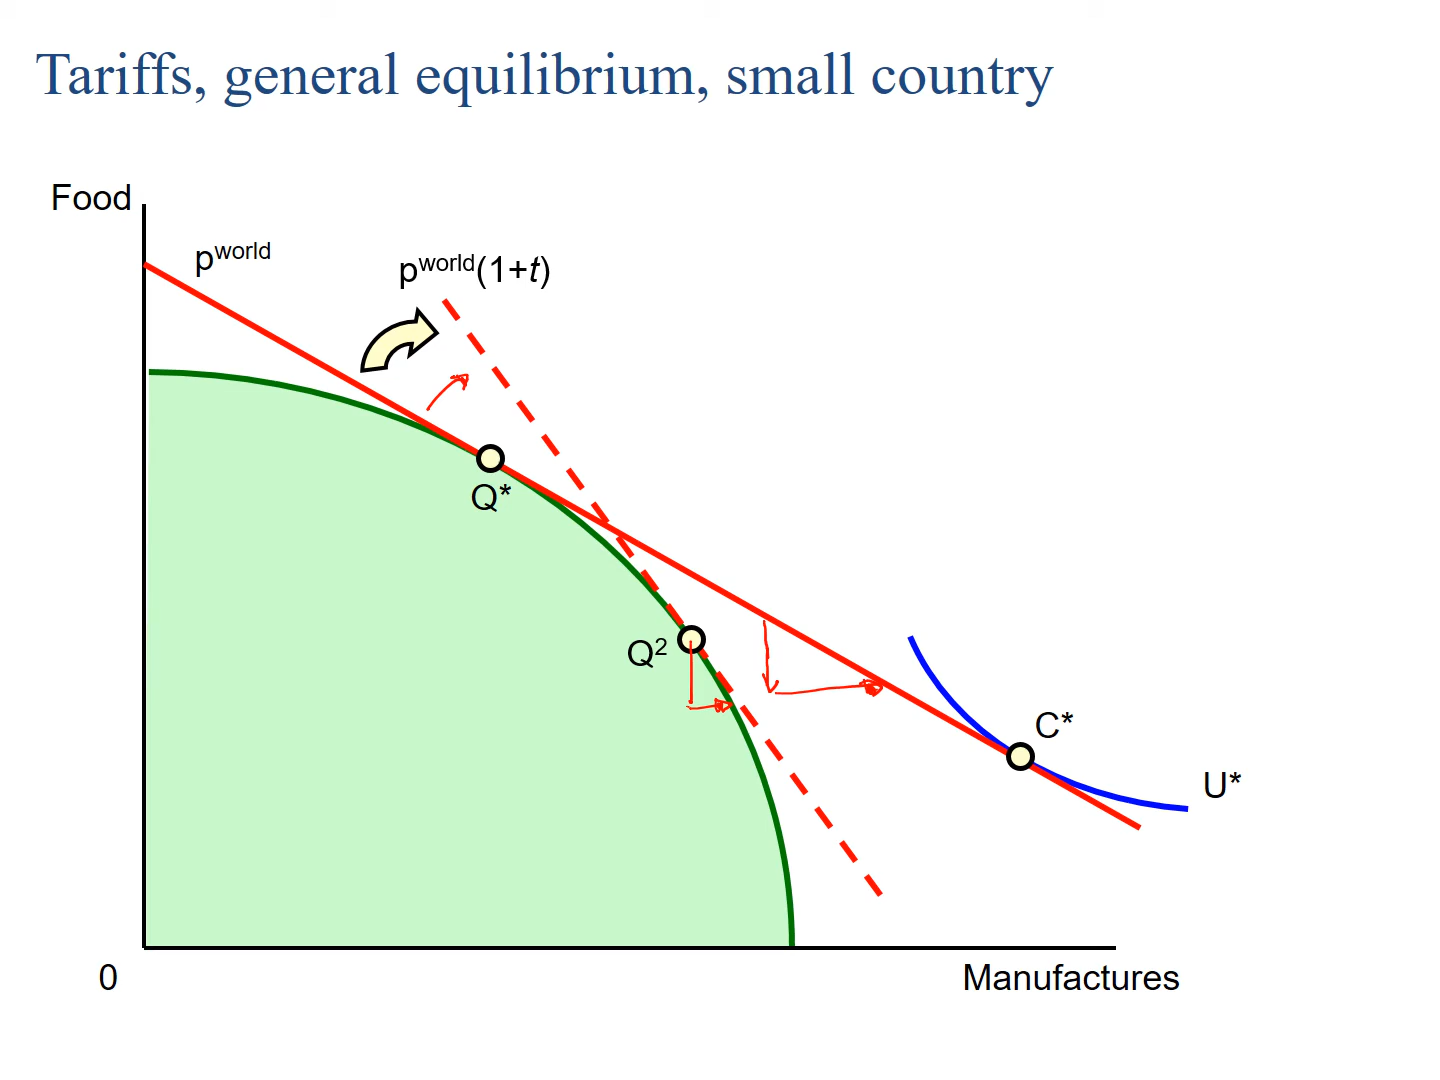 Tariffs, general equilibrium, small country
Food
p^world
p^world(1+t)
Q*
Q²
C*
U*
0
Manufactures